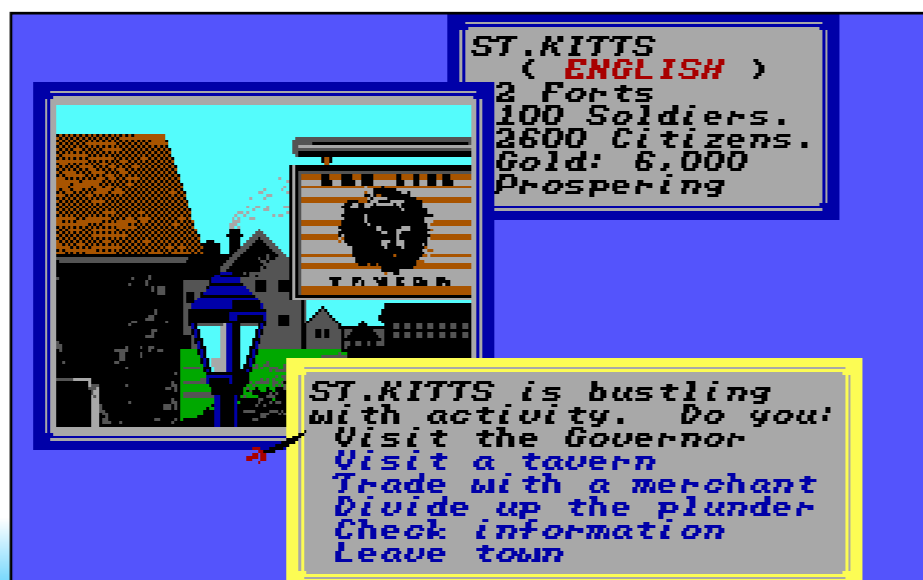 ST.KITTS
( ENGLISH )
2 Forts
100 Soldiers.
2600 Citizens.
Gold: 6,000
Prospering
TAVERN
ST.KITTS is bustling
with activity. Do you:
Visit the Governor
Visit a tavern
Trade with a merchant
Divide up the plunder
Check information
Leave town